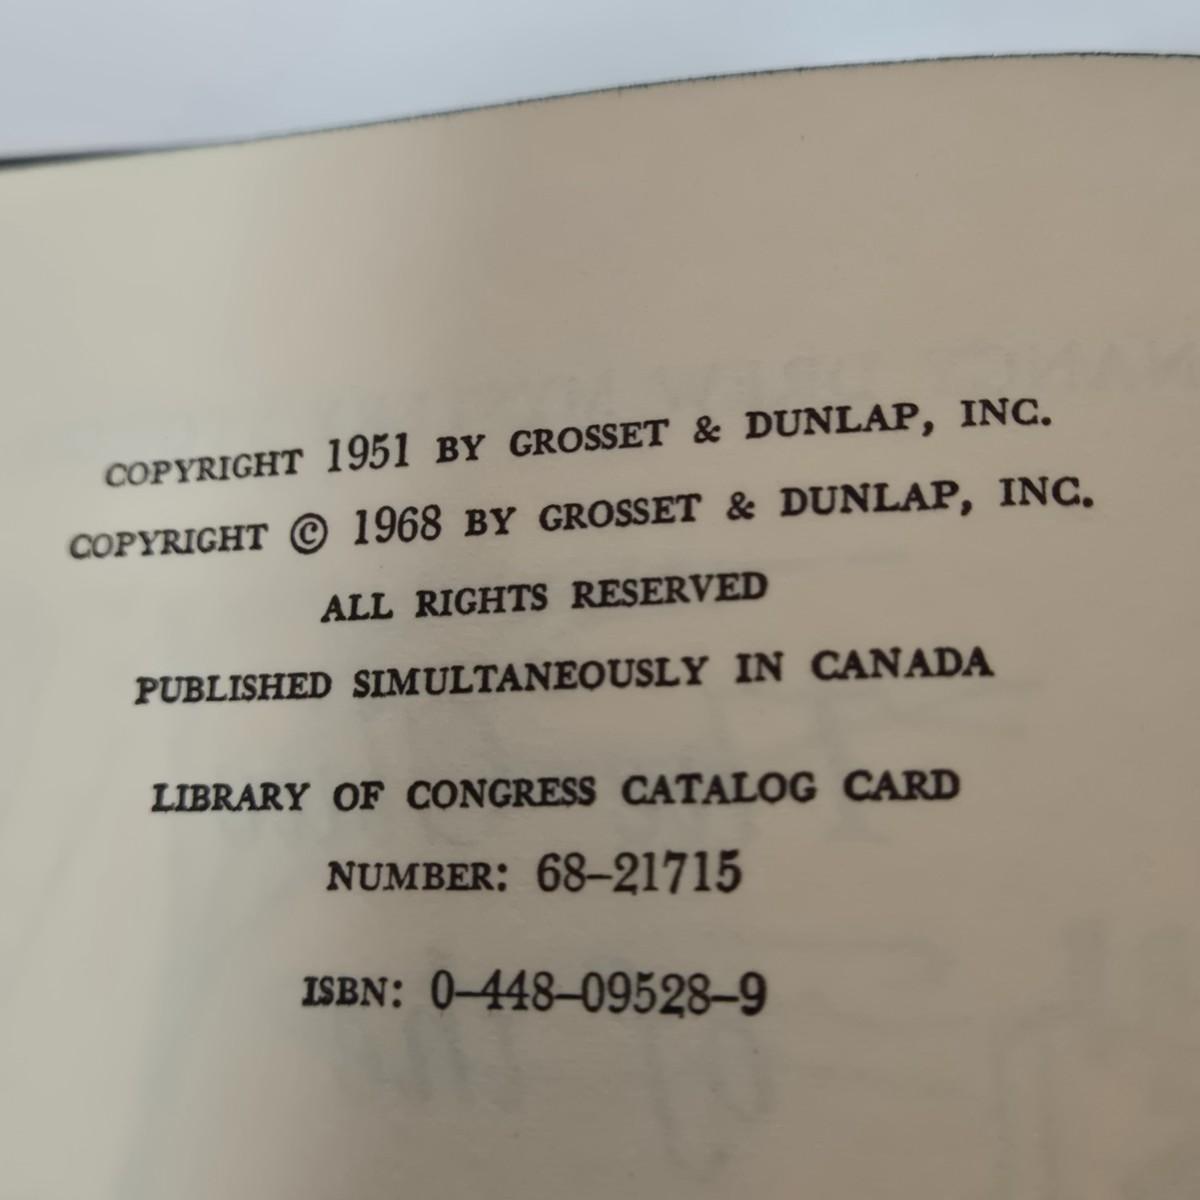 COPYRIGHT 1951 BY GROSSET & DUNLAP, INC.
COPYRIGHT © 1968 BY GROSSET & DUNLAP, INC.
ALL RIGHTS RESERVED
PUBLISHED SIMULTANEOUSLY IN CANADA
LIBRARY OF CONGRESS CATALOG CARD
NUMBER: 68–21715
ISBN: 0–448–09528–9